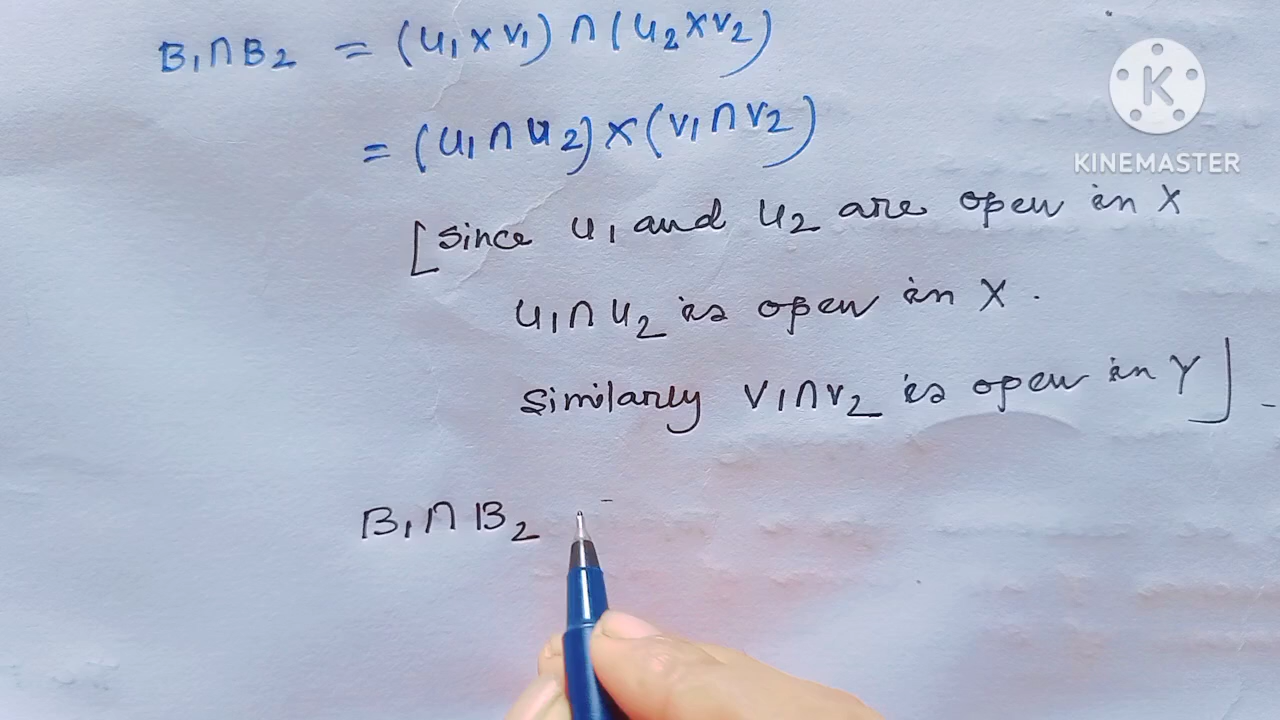 B₁∩B₂ = (U₁×V₁)∩(U₂×V₂)
= (U₁∩U₂)×(V₁∩V₂)
[since U₁ and U₂ are open in X
U₁∩U₂ is open in X.
similarly V₁∩V₂ is open in Y]
B₁∩B₂
K
KINEMASTER